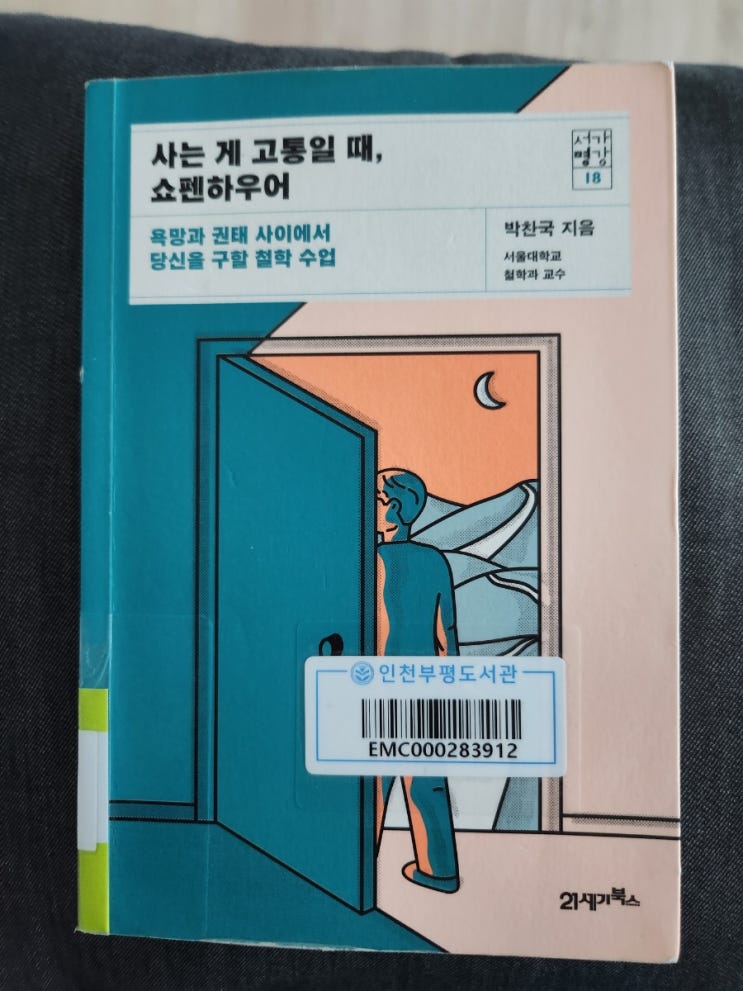 사는 게 고통일 때,
쇼펜하우어
서가
명강
18
욕망과 권태 사이에서
당신을 구할 철학 수업
박찬국 지음
서울대학교
철학과 교수
인천부평도서관
EMC000283912
21세기북스